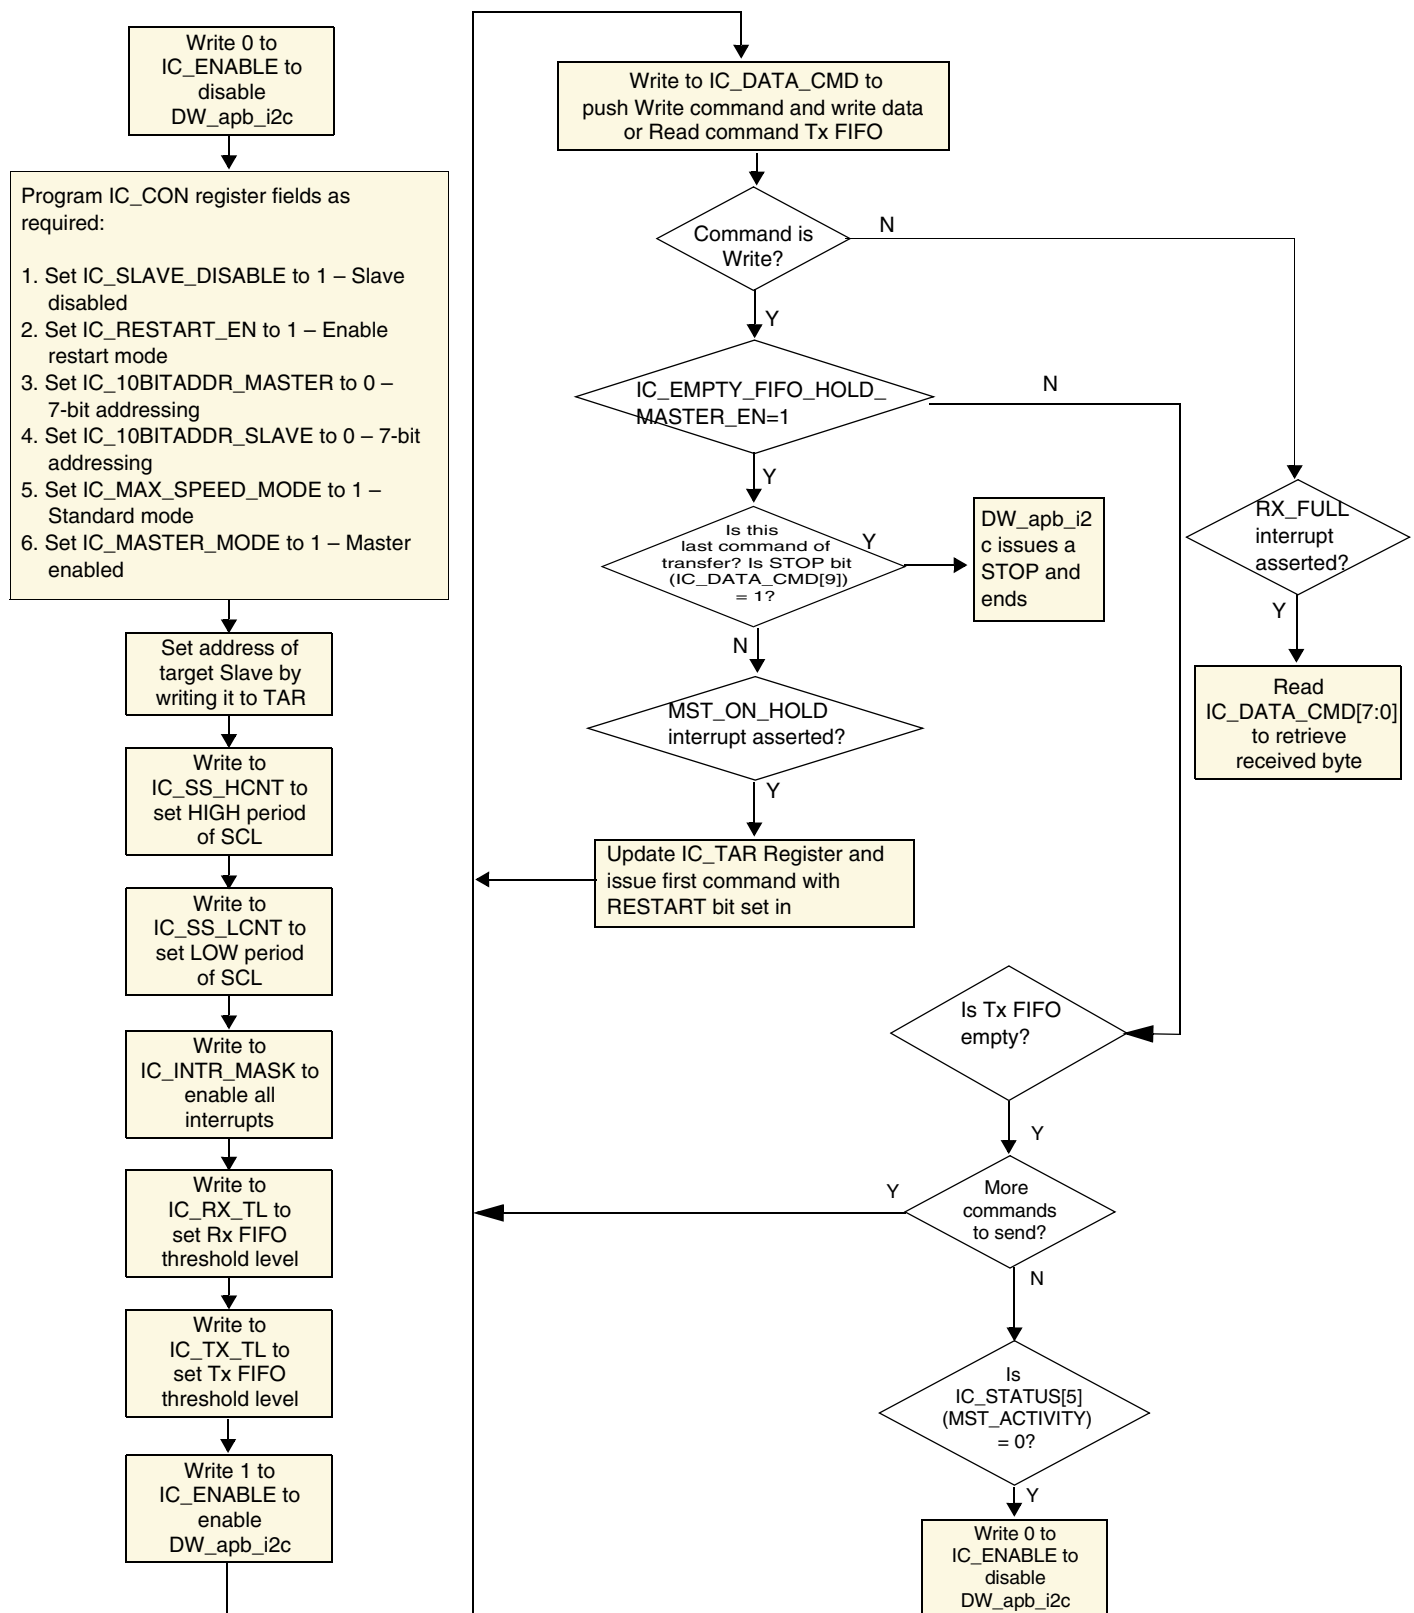 Write 0 to
IC_ENABLE to
disable
DW_apb_i2c
Program IC_CON register fields as
required:
1. Set IC_SLAVE_DISABLE to 1 – Slave
disabled
2. Set IC_RESTART_EN to 1 – Enable
restart mode
3. Set IC_10BITADDR_MASTER to 0 –
7-bit addressing
4. Set IC_10BITADDR_SLAVE to 0 – 7-bit
addressing
5. Set IC_MAX_SPEED_MODE to 1 –
Standard mode
6. Set IC_MASTER_MODE to 1 – Master
enabled
Set address of
target Slave by
writing it to TAR
Write to
IC_SS_HCNT to
set HIGH period
of SCL
Write to
IC_SS_LCNT to
set LOW period
of SCL
Write to
IC_INTR_MASK to
enable all
interrupts
Write to
IC_RX_TL to
set Rx FIFO
threshold level
Write to
IC_TX_TL to
set Tx FIFO
threshold level
Write 1 to
IC_ENABLE to
enable
DW_apb_i2c
Write to IC_DATA_CMD to
push Write command and write data
or Read command Tx FIFO
Command is
Write?
N
Y
IC_EMPTY_FIFO_HOLD_
MASTER_EN=1
N
Y
Is this
last command of
transfer? Is STOP bit
(IC_DATA_CMD[9])
= 1?
Y
DW_apb_i2
c issues a
STOP and
ends
N
MST_ON_HOLD
interrupt asserted?
Y
Update IC_TAR Register and
issue first command with
RESTART bit set in
RX_FULL
interrupt
asserted?
Y
Read
IC_DATA_CMD[7:0]
to retrieve
received byte
Is Tx FIFO
empty?
Y
More
commands
to send?
Y
N
Is
IC_STATUS[5]
(MST_ACTIVITY)
= 0?
Y
Write 0 to
IC_ENABLE to
disable
DW_apb_i2c